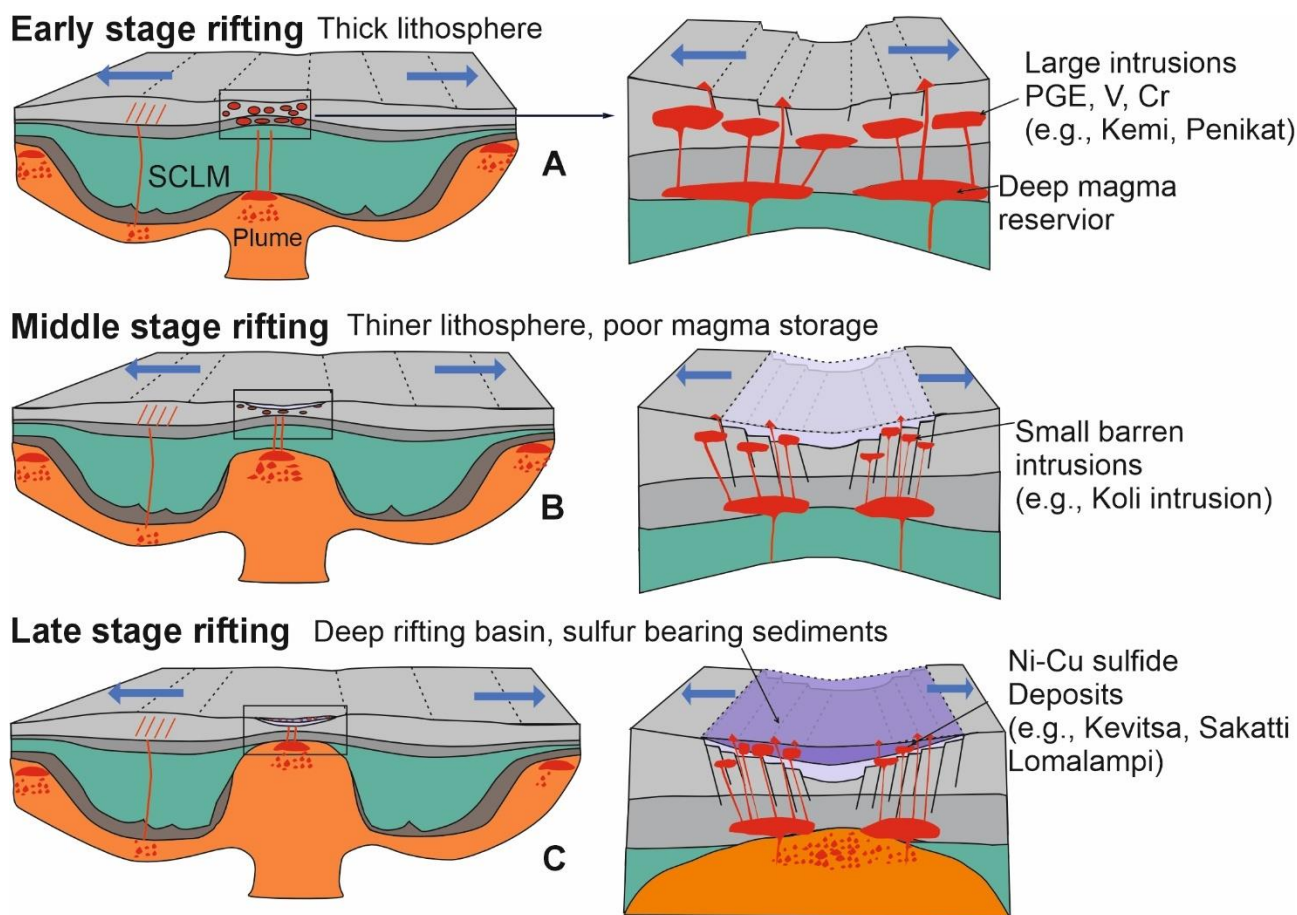 Early stage rifting Thick lithosphere
SCLM
Plume
A
Large intrusions
PGE, V, Cr
(e.g., Kemi, Penikat)
Deep magma
reservior
Middle stage rifting Thiner lithosphere, poor magma storage
B
Small barren
intrusions
(e.g., Koli intrusion)
Late stage rifting Deep rifting basin, sulfur bearing sediments
C
Ni-Cu sulfide
Deposits
(e.g., Kevitsa, Sakatti
Lomalampi)